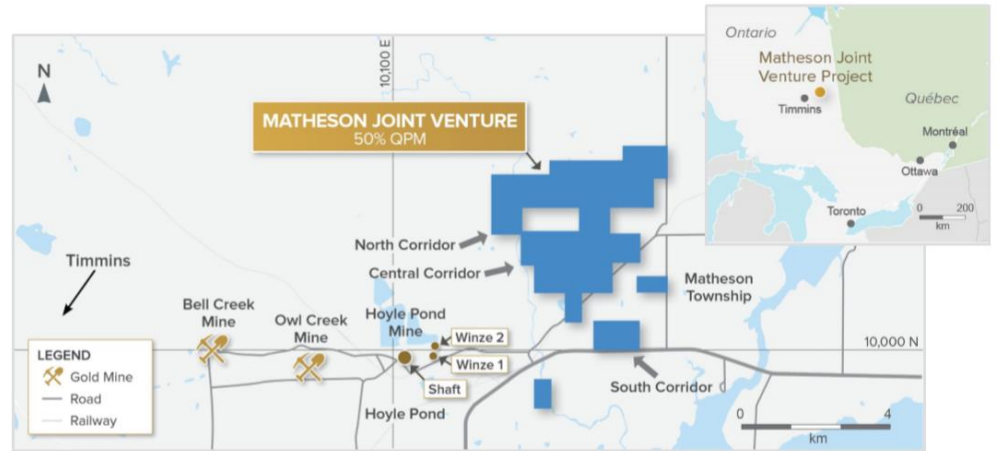 N
10,100 E
MATHESON JOINT VENTURE
50% QPM
North Corridor
Central Corridor
Timmins
Bell Creek
Mine
Owl Creek
Mine
Hoyle Pond
Mine
Winze 2
Winze 1
Shaft
Hoyle Pond
Matheson
Township
10,000 N
South Corridor
LEGEND
Gold Mine
Road
Railway
0 4
km
Ontario
Matheson Joint
Venture Project
Timmins
Québec
Montréal
Ottawa
Toronto
0 200
km